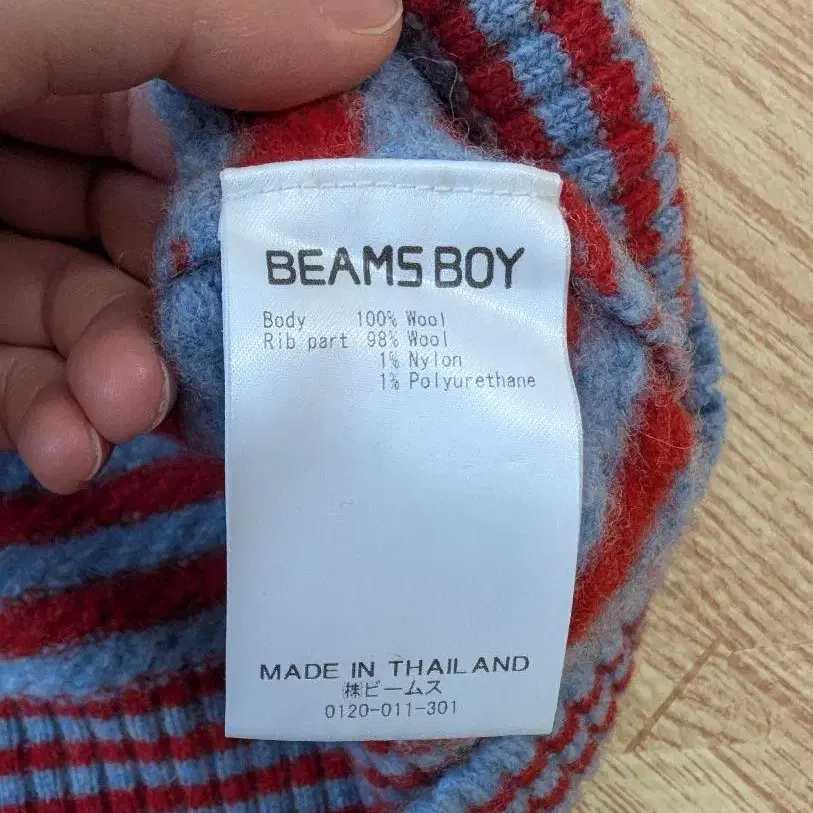 BEAMS BOY
Body 100% Wool
Rib part 98% Wool
1% Nylon
1% Polyurethane
MADE IN THAILAND
㈱ビームス
0120-011-301